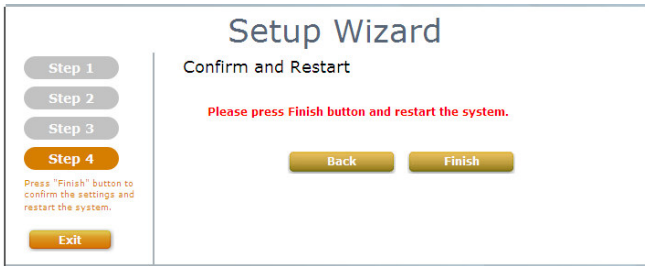 Setup Wizard
Step 1
Step 2
Step 3
Step 4
Press "Finish" button to
confirm the settings and
restart the system.
Exit
Confirm and Restart
Please press Finish button and restart the system.
Back
Finish